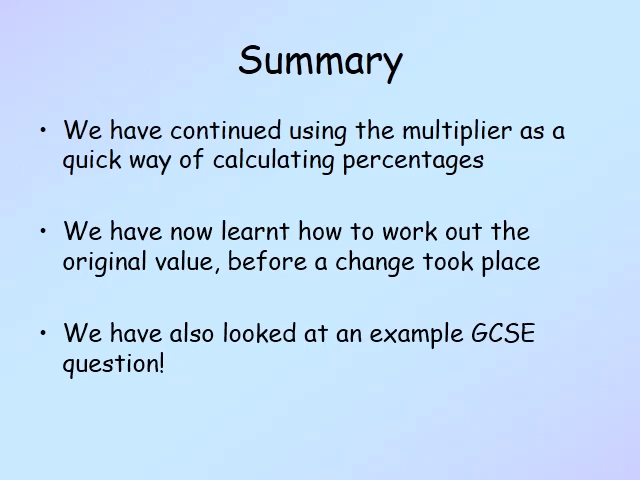 Summary
• We have continued using the multiplier as a
quick way of calculating percentages
• We have now learnt how to work out the
original value, before a change took place
• We have also looked at an example GCSE
question!